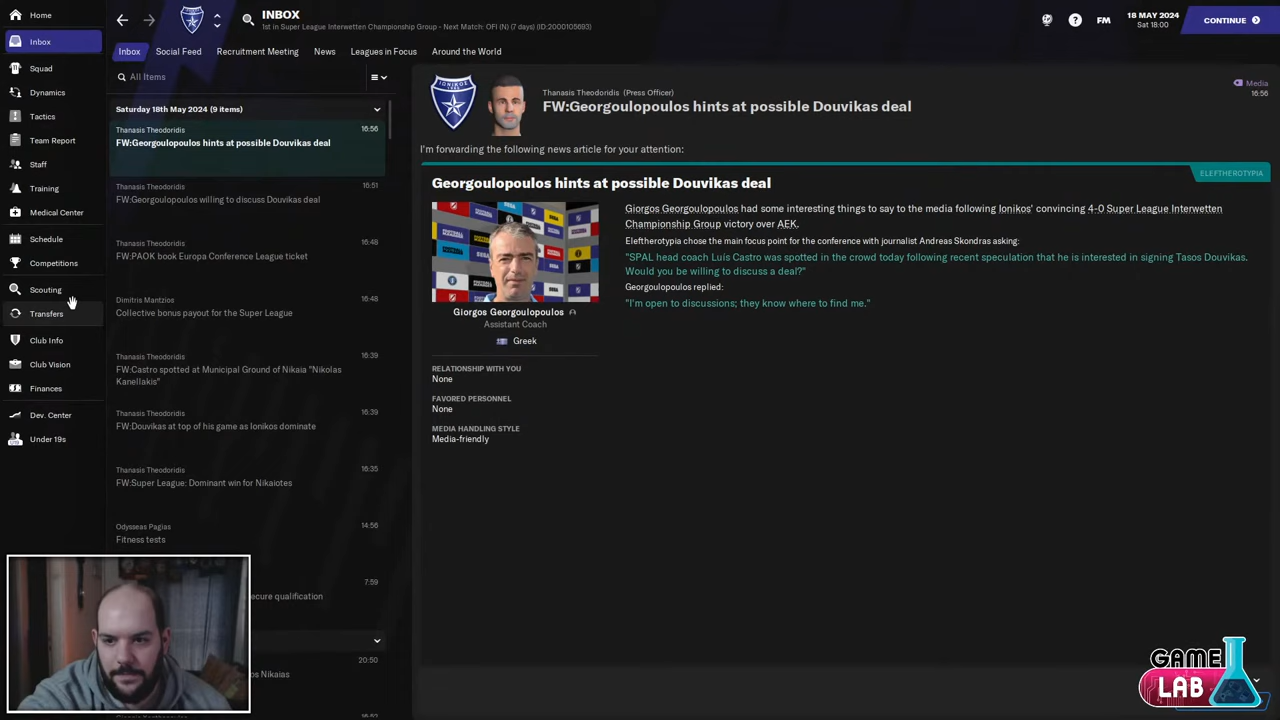 Home
Inbox
Squad
Dynamics
Tactics
Team Report
Staff
Training
Medical Center
Schedule
Competitions
Scouting
Transfers
Club Info
Club Vision
Finances
Dev. Center
Under 19s
INBOX
1st in Super League Interwetten Championship Group - Next Match: OFI (N) (7 days) (ID:2000105693)
FM
18 MAY 2024
Sat 18:00
CONTINUE
Inbox
Social Feed
Recruitment Meeting
News
Leagues in Focus
Around the World
All Items
Saturday 18th May 2024 (9 items)
Thanasis Theodoridis 16:56
FW:Georgoulopoulos hints at possible Douvikas deal
Thanasis Theodoridis 16:51
FW:Georgoulopoulos willing to discuss Douvikas deal
Thanasis Theodoridis 16:48
FW:PAOK book Europa Conference League ticket
Dimitris Mantzios 16:48
Collective bonus payout for the Super League
Thanasis Theodoridis 16:39
FW:Castro spotted at Municipal Ground of Nikaia "Nikolas
Kanellakis"
Thanasis Theodoridis 16:39
FW:Douvikas at top of his game as Ionikos dominate
Thanasis Theodoridis 16:35
FW:Super League: Dominant win for Nikaiotes
Odysseas Pagias 14:56
Fitness tests
7:59
ecure qualification
20:50
os Nikaias
IONIKOS
Thanasis Theodoridis (Press Officer)
FW:Georgoulopoulos hints at possible Douvikas deal
Media
16:56
I'm forwarding the following news article for your attention:
ELEFTHEROTYPIA
Georgoulopoulos hints at possible Douvikas deal
Giorgos Georgoulopoulos had some interesting things to say to the media following Ionikos' convincing 4-0 Super League Interwetten
Championship Group victory over AEK.
Eleftherotypia chose the main focus point for the conference with journalist Andreas Skondras asking:
"SPAL head coach Luís Castro was spotted in the crowd today following recent speculation that he is interested in signing Tasos Douvikas.
Would you be willing to discuss a deal?"
Georgoulopoulos replied:
"I'm open to discussions; they know where to find me."
Giorgos Georgoulopoulos
Assistant Coach
Greek
RELATIONSHIP WITH YOU
None
FAVORED PERSONNEL
None
MEDIA HANDLING STYLE
Media-friendly
GAME
LAB